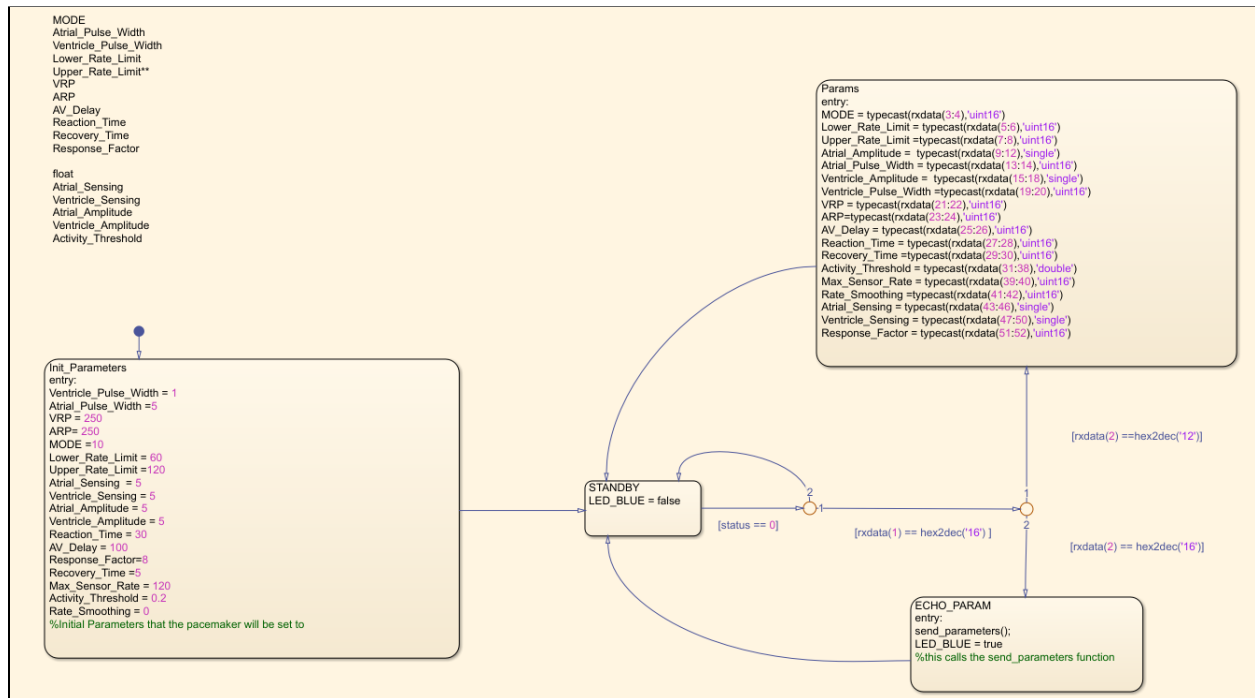 MODE
Atrial_Pulse_Width
Ventricle_Pulse_Width
Lower_Rate_Limit
Upper_Rate_Limit**
VRP
ARP
AV_Delay
Reaction_Time
Recovery_Time
Response_Factor
float
Atrial_Sensing
Ventricle_Sensing
Atrial_Amplitude
Ventricle_Amplitude
Activity_Threshold
Init_Parameters
entry:
Ventricle_Pulse_Width = 1
Atrial_Pulse_Width =5
VRP = 250
ARP= 250
MODE =10
Lower_Rate_Limit = 60
Upper_Rate_Limit =120
Atrial_Sensing  = 5
Ventricle_Sensing = 5
Atrial_Amplitude = 5
Ventricle_Amplitude = 5
Reaction_Time = 30
AV_Delay = 100
Response_Factor=8
Recovery_Time =5
Max_Sensor_Rate = 120
Activity_Threshold = 0.2
Rate_Smoothing = 0
%Initial Parameters that the pacemaker will be set to
STANDBY
LED_BLUE = false
[status == 0]
2
1
[rxdata(1) == hex2dec('16') ]
1
2
[rxdata(2) ==hex2dec('12')]
[rxdata(2) == hex2dec('16')]
Params
entry:
MODE = typecast(rxdata(3:4),'uint16')
Lower_Rate_Limit = typecast(rxdata(5:6),'uint16')
Upper_Rate_Limit =typecast(rxdata(7:8),'uint16')
Atrial_Amplitude =  typecast(rxdata(9:12),'single')
Atrial_Pulse_Width = typecast(rxdata(13:14),'uint16')
Ventricle_Amplitude =  typecast(rxdata(15:18),'single')
Ventricle_Pulse_Width =typecast(rxdata(19:20),'uint16')
VRP = typecast(rxdata(21:22),'uint16')
ARP=typecast(rxdata(23:24),'uint16')
AV_Delay = typecast(rxdata(25:26),'uint16')
Reaction_Time = typecast(rxdata(27:28),'uint16')
Recovery_Time =typecast(rxdata(29:30),'uint16')
Activity_Threshold = typecast(rxdata(31:38),'double')
Max_Sensor_Rate = typecast(rxdata(39:40),'uint16')
Rate_Smoothing =typecast(rxdata(41:42),'uint16')
Atrial_Sensing = typecast(rxdata(43:46),'single')
Ventricle_Sensing = typecast(rxdata(47:50),'single')
Response_Factor = typecast(rxdata(51:52),'uint16')
ECHO_PARAM
entry:
send_parameters();
LED_BLUE = true
%this calls the send_parameters function